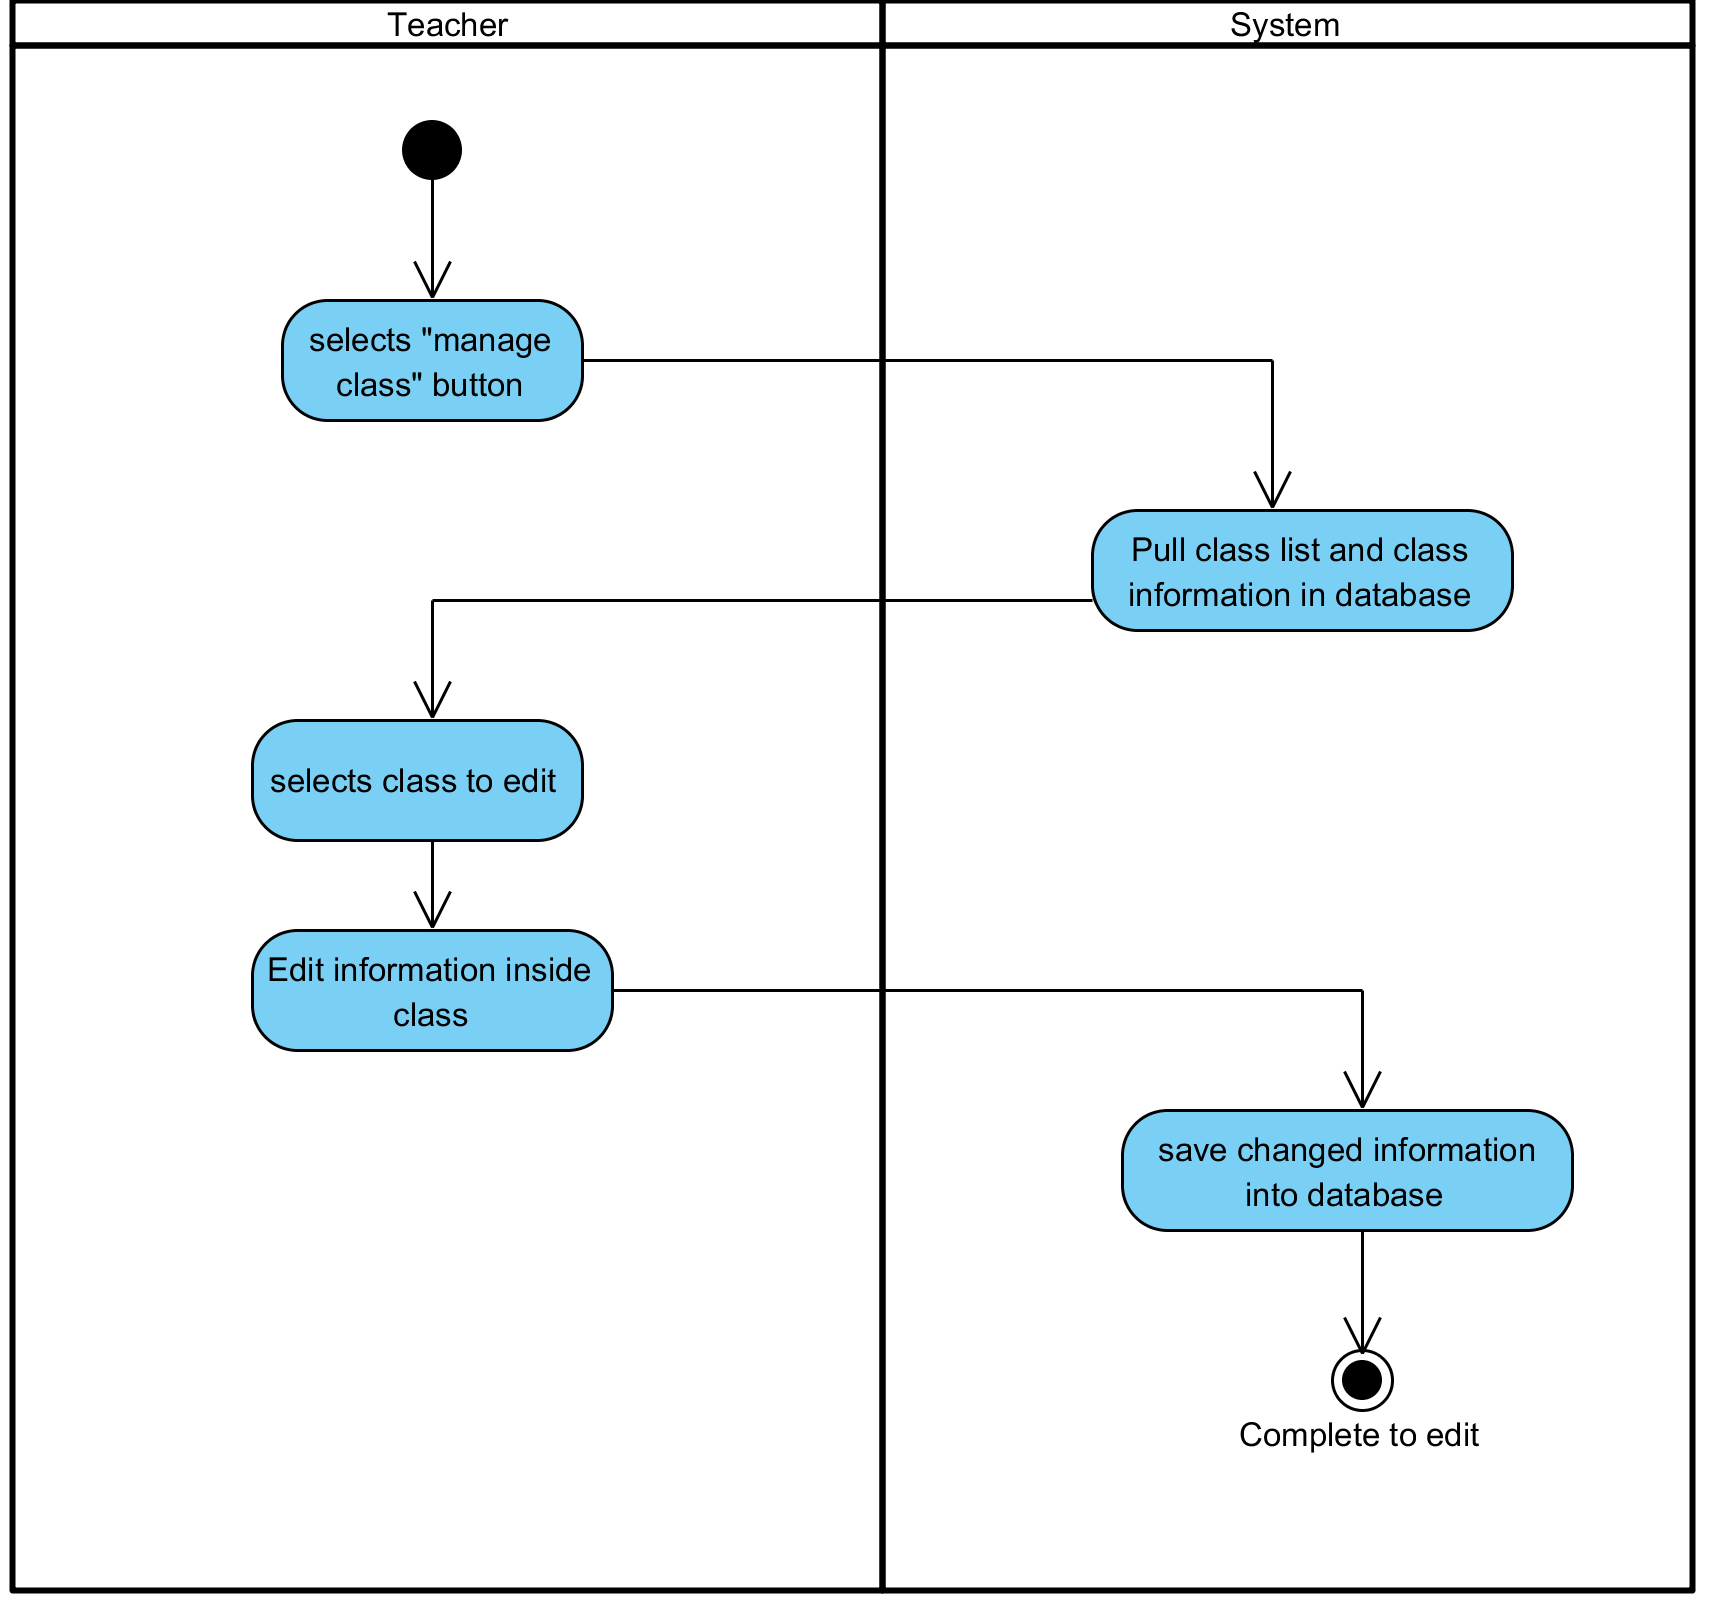 Teacher
System
selects "manage
class" button
Pull class list and class
information in database
selects class to edit
Edit information inside
class
save changed information
into database
Complete to edit